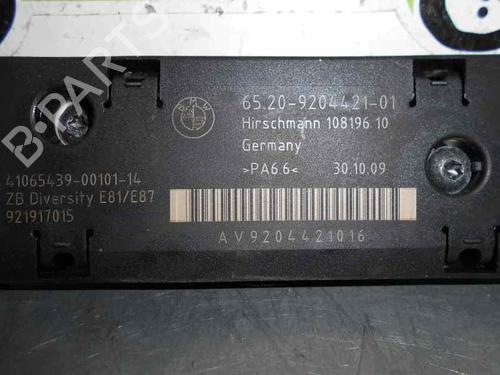 B-PARTS
BMW
65.20-9204421-01
Hirschmann 108196.10
Germany
>PA6.6< 30.10.09
41065439-00101-14
ZB Diversity E81/E87
921917015
AV9204421016